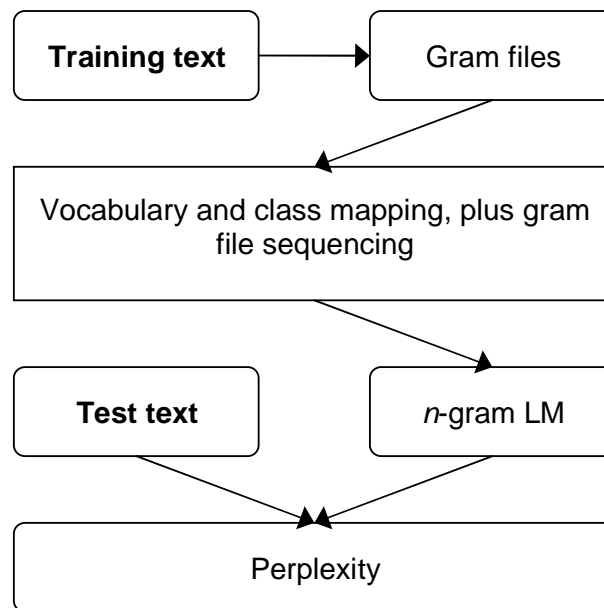 Training text
Gram files
Vocabulary and class mapping, plus gram
file sequencing
Test text
n-gram LM
Perplexity